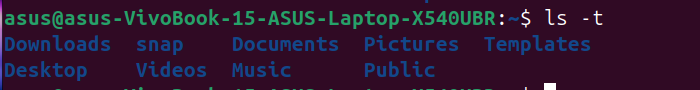 asus@asus-VivoBook-15-ASUS-Laptop-X540UBR:~$ ls -t
Downloads  snap    Documents  Pictures  Templates
Desktop    Videos  Music      Public